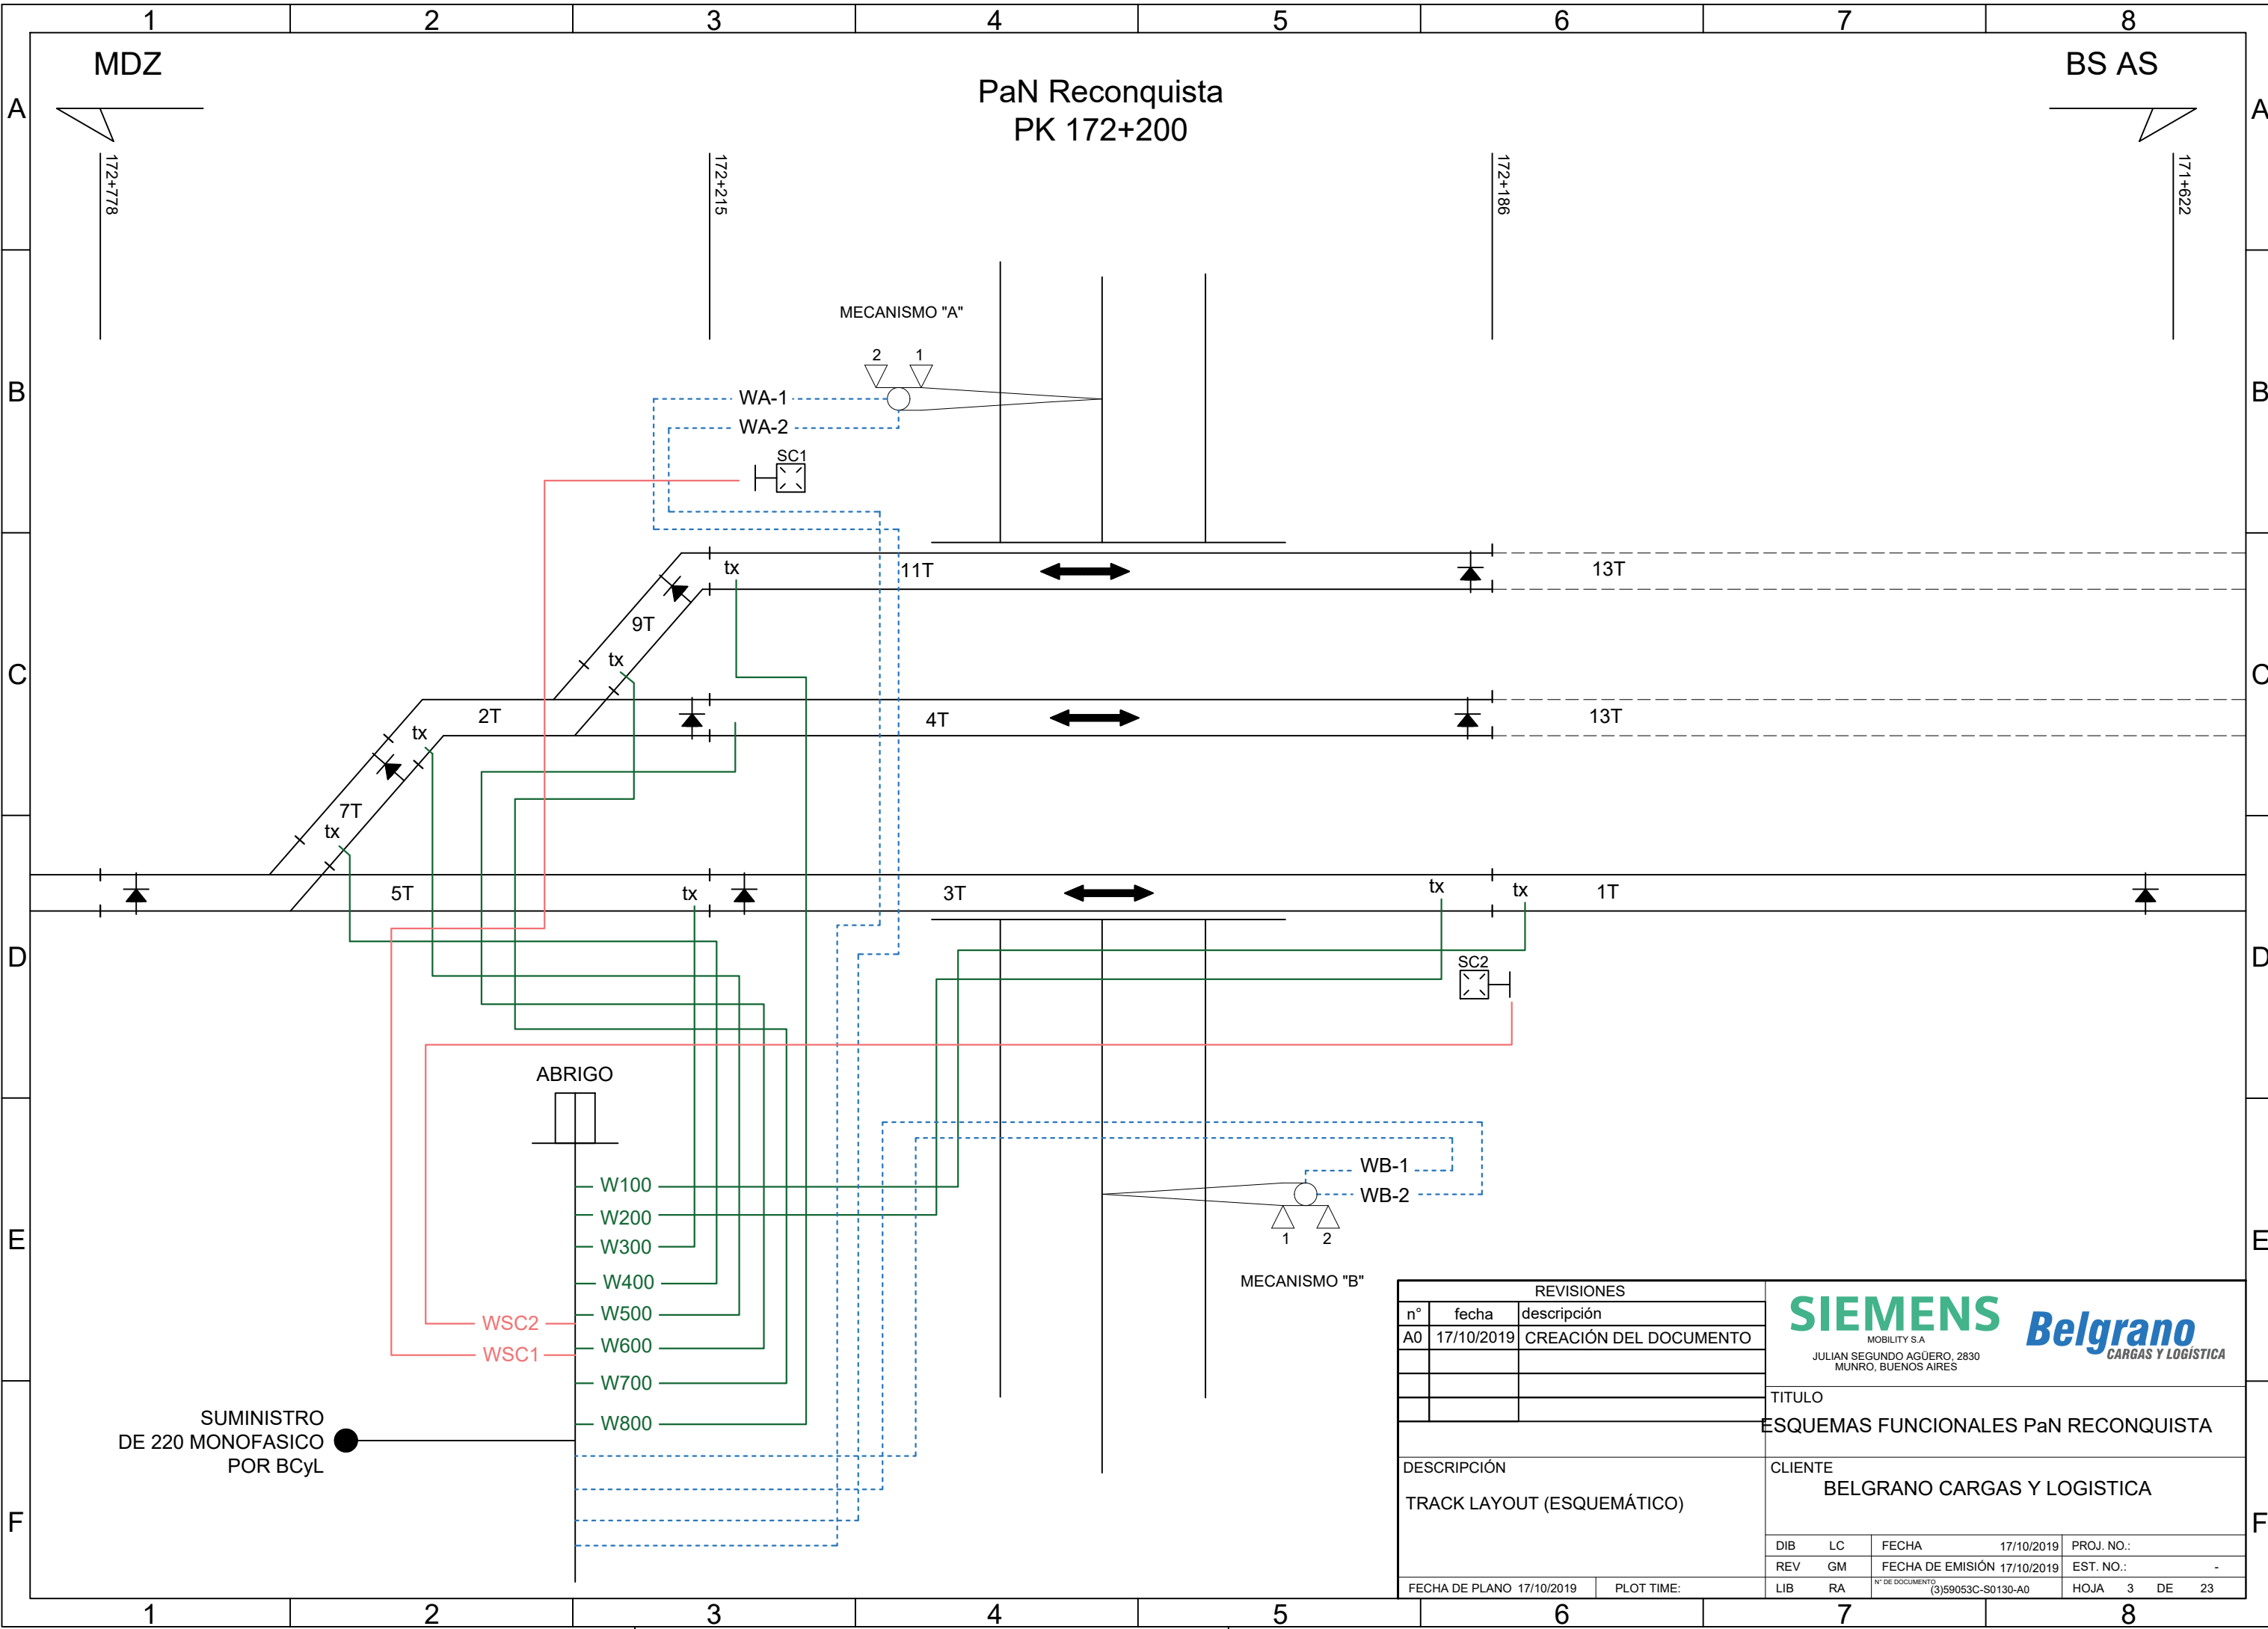 1 2 3 4 5 6 7 8
MDZ
BS AS
PaN Reconquista
PK 172+200
A
A
172+778
172+215
172+186
171+622
MECANISMO "A"
2 1
B
B
WA-1
WA-2
SC1
tx
11T
13T
9T
tx
C
C
2T
4T
13T
tx
7T
tx
5T
tx
3T
tx
tx
1T
D
D
SC2
ABRIGO
WB-1
WB-2
W100
W200
W300
W400
W500
W600
W700
W800
E
E
1 2
MECANISMO "B"
WSC2
WSC1
SUMINISTRO
DE 220 MONOFASICO
POR BCyL
F
F
REVISIONES
n° fecha descripción
A0 17/10/2019 CREACIÓN DEL DOCUMENTO
SIEMENS
MOBILITY S.A
JULIAN SEGUNDO AGÜERO, 2830
MUNRO, BUENOS AIRES
Belgrano
CARGAS Y LOGÍSTICA
TITULO
ESQUEMAS FUNCIONALES PaN RECONQUISTA
DESCRIPCIÓN
TRACK LAYOUT (ESQUEMÁTICO)
CLIENTE
BELGRANO CARGAS Y LOGISTICA
DIB LC FECHA 17/10/2019 PROJ. NO.:
REV GM FECHA DE EMISIÓN 17/10/2019 EST. NO.: -
FECHA DE PLANO 17/10/2019 PLOT TIME:
LIB RA N° DE DOCUMENTO (3)59053C-S0130-A0 HOJA 3 DE 23
1 2 3 4 5 6 7 8